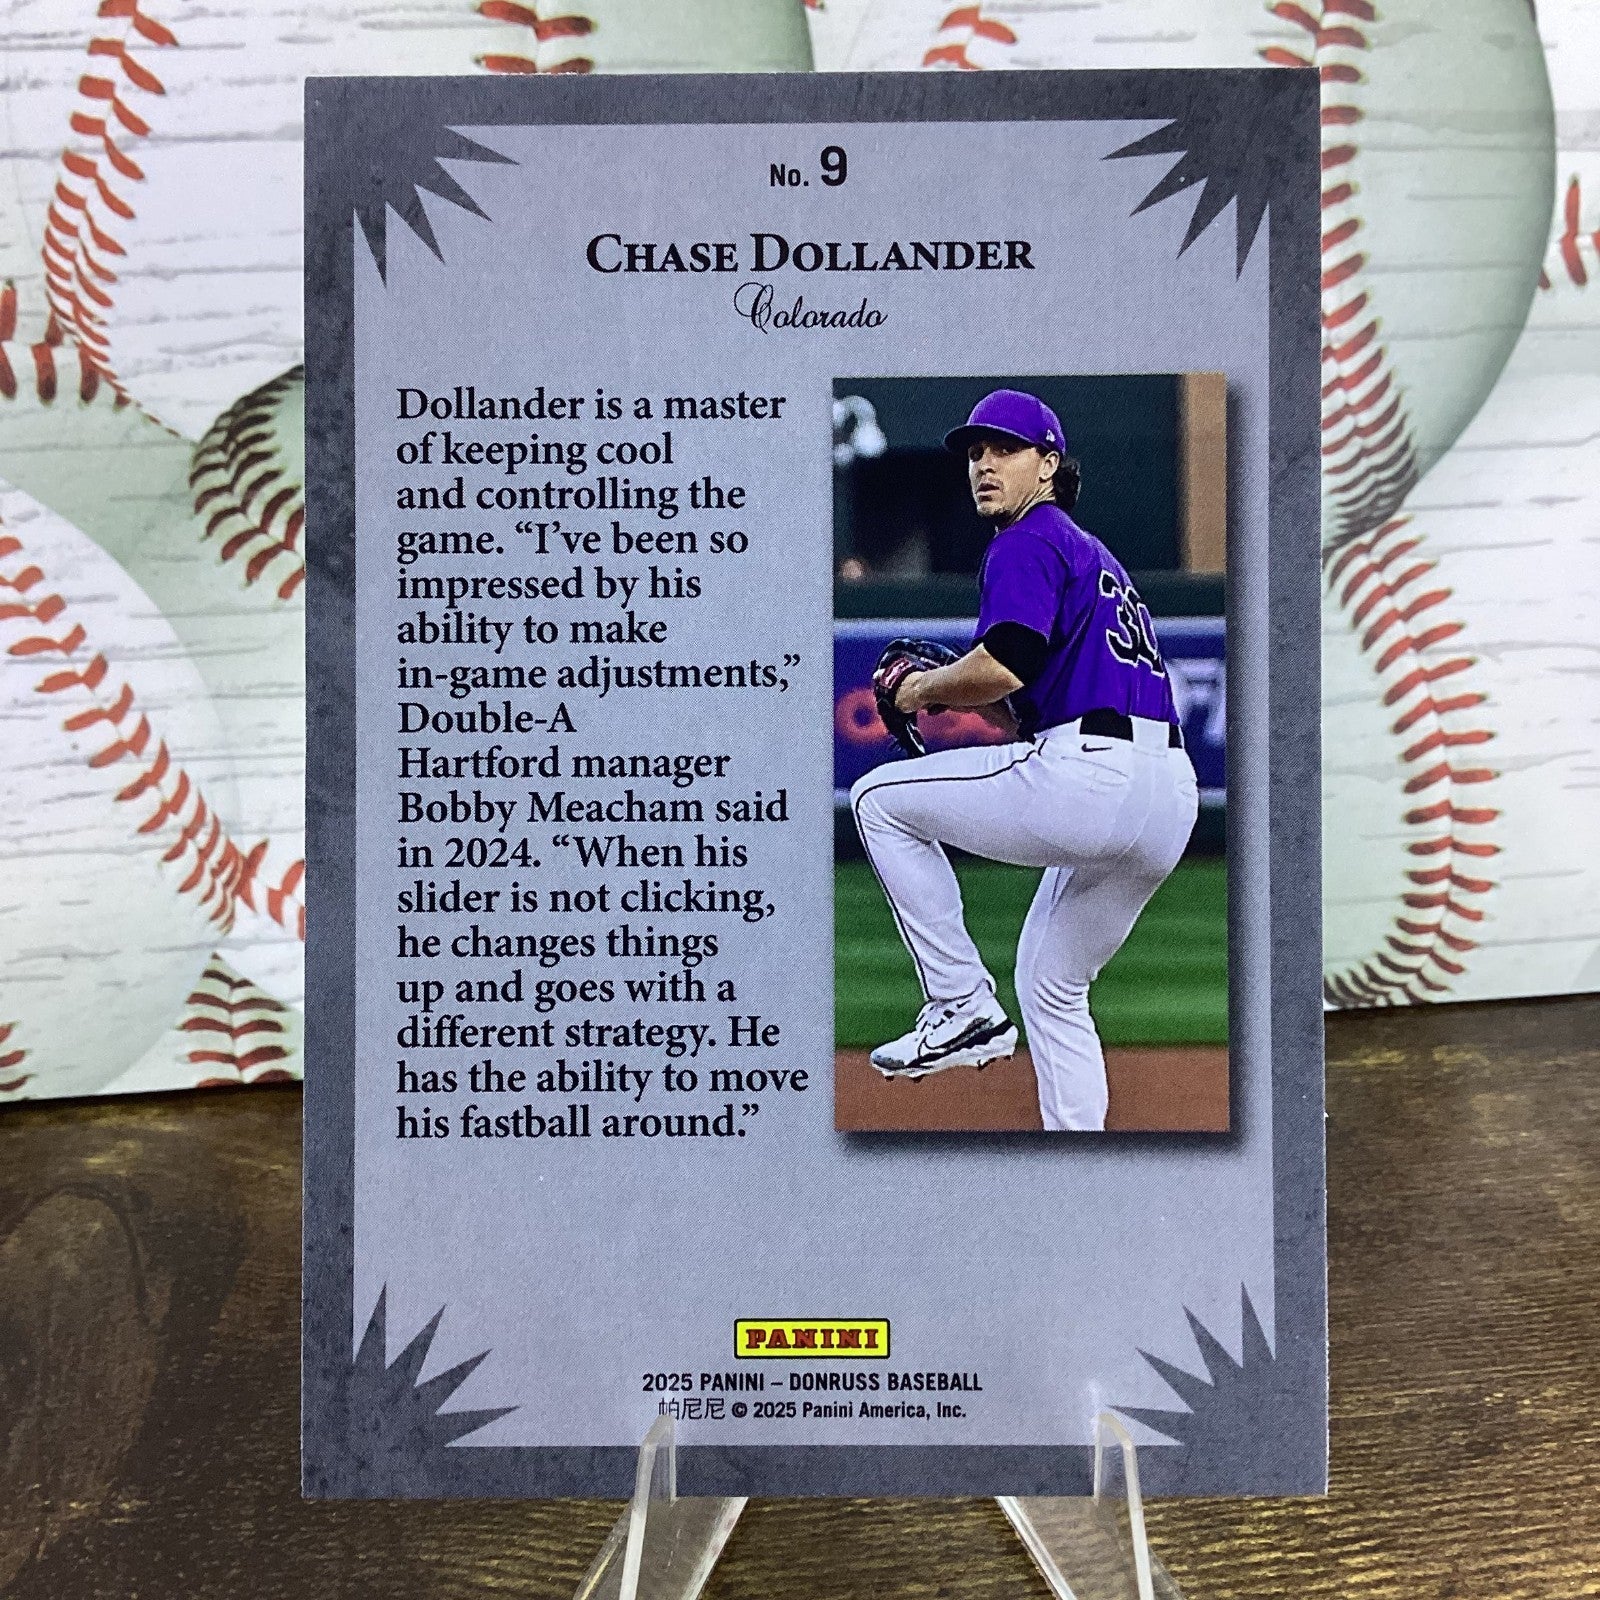 No. 9
CHASE DOLLANDER
Colorado
Dollander is a master
of keeping cool
and controlling the
game. “I’ve been so
impressed by his
ability to make
in-game adjustments,”
Double-A
Hartford manager
Bobby Meacham said
in 2024. “When his
slider is not clicking,
he changes things
up and goes with a
different strategy. He
has the ability to move
his fastball around.”
30
PANINI
2025 PANINI – DONRUSS BASEBALL
帕尼尼 © 2025 Panini America, Inc.